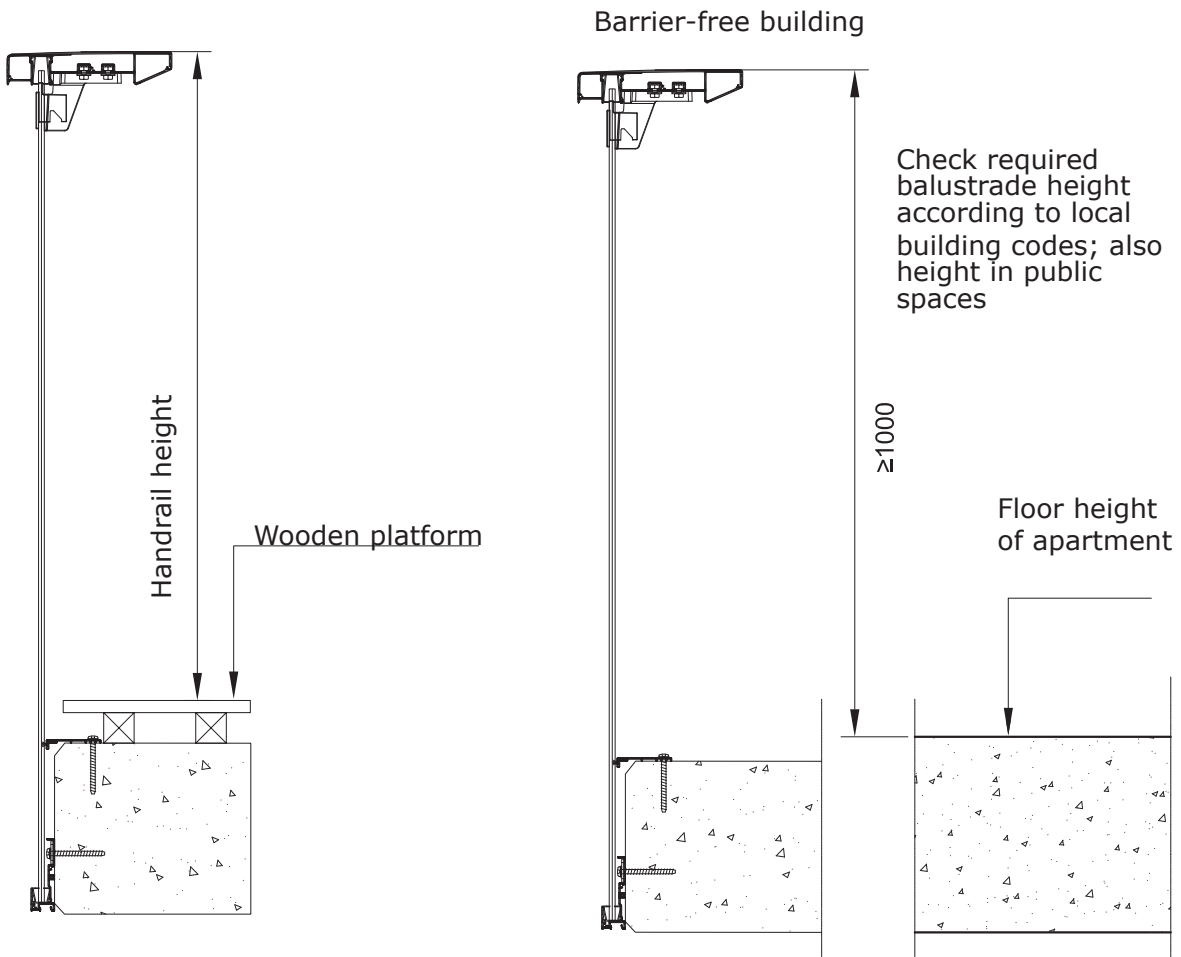 Barrier-free building
Check required
balustrade height
according to local
building codes; also
height in public
spaces
Handrail height
≥1000
Wooden platform
Floor height
of apartment